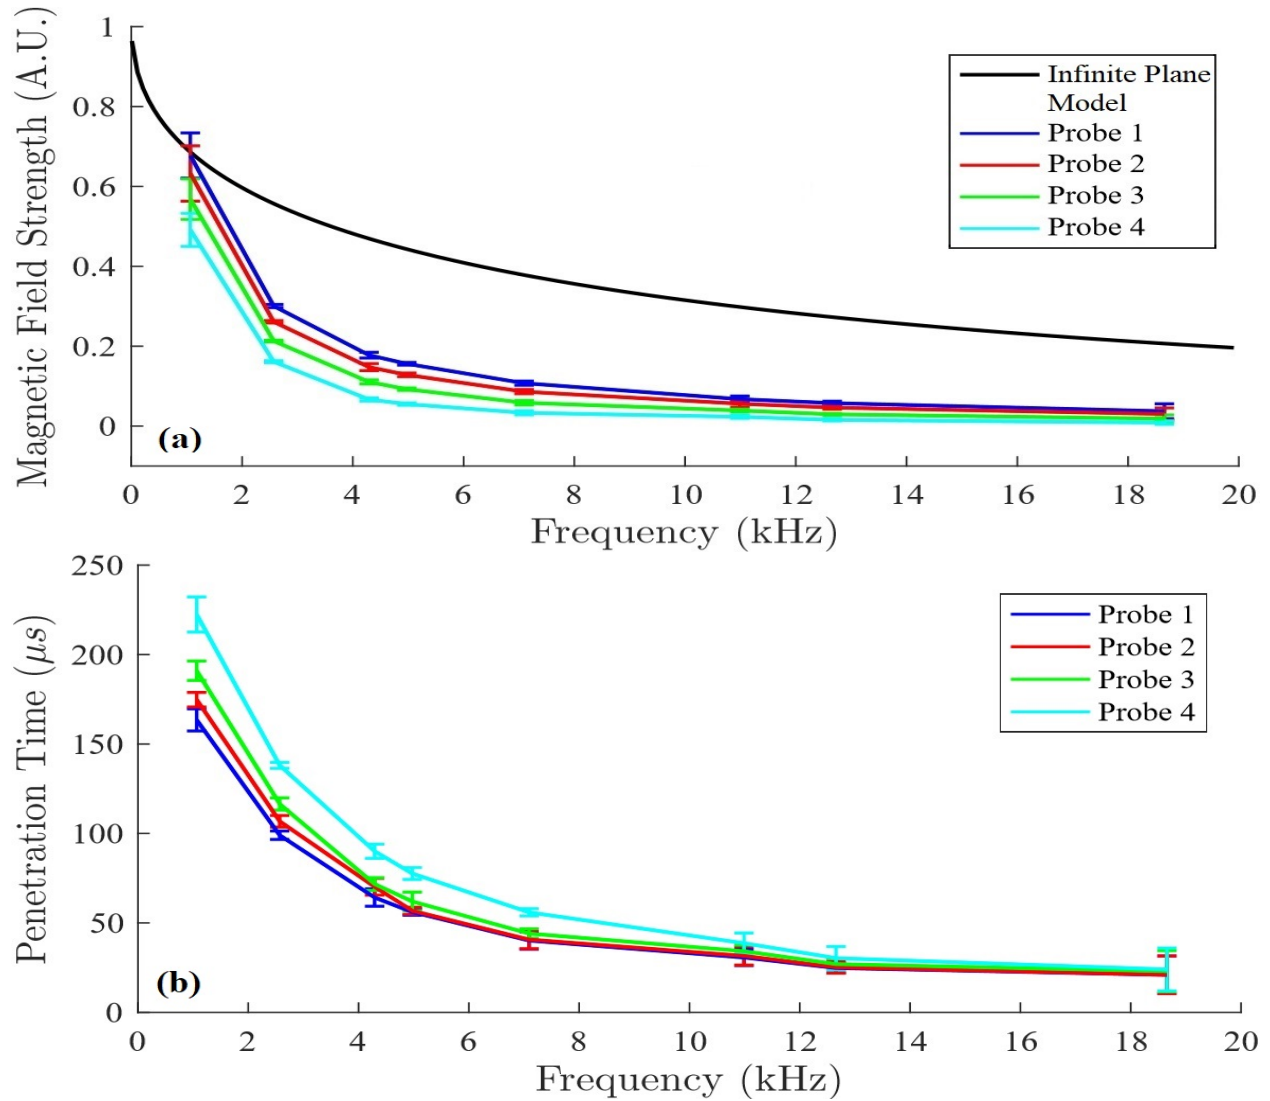 Magnetic Field Strength (A.U.)
1
0.8
0.6
0.4
0.2
0
(a)
Infinite Plane
Model
Probe 1
Probe 2
Probe 3
Probe 4
0 2 4 6 8 10 12 14 16 18 20
Frequency (kHz)
Penetration Time (μs)
250
200
150
100
50
0
(b)
Probe 1
Probe 2
Probe 3
Probe 4
0 2 4 6 8 10 12 14 16 18 20
Frequency (kHz)